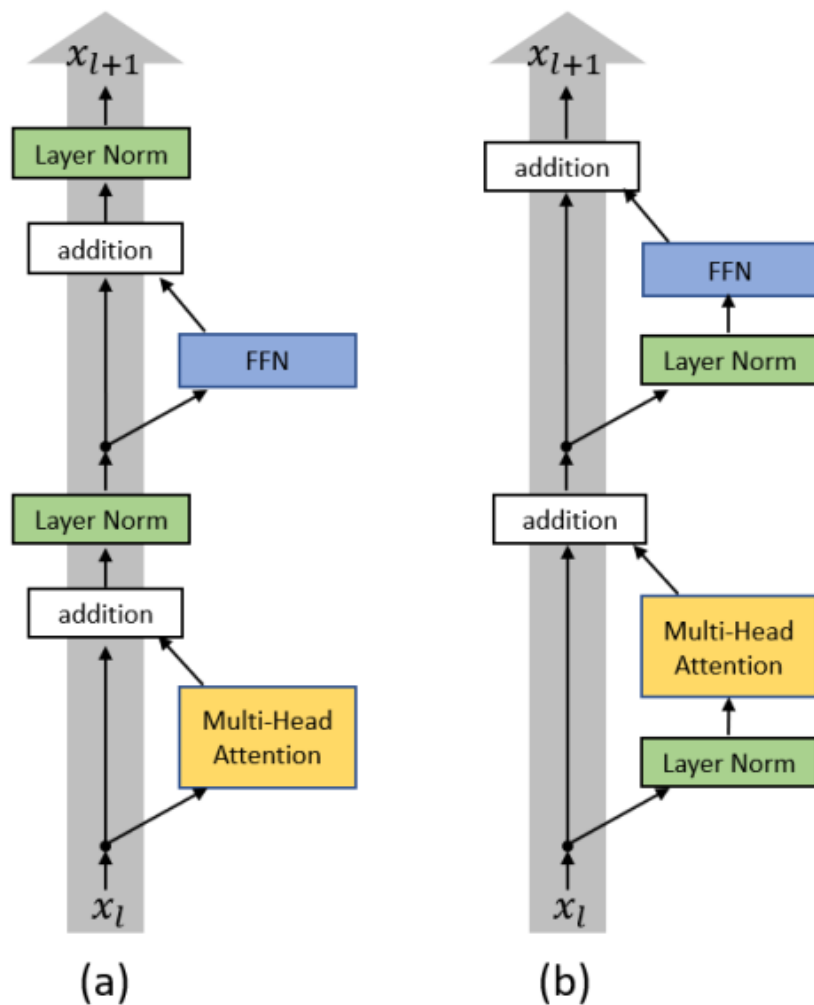 x_{l+1}
Layer Norm
addition
FFN
Layer Norm
addition
Multi-Head
Attention
x_l
(a)
x_{l+1}
addition
FFN
Layer Norm
addition
Multi-Head
Attention
Layer Norm
x_l
(b)